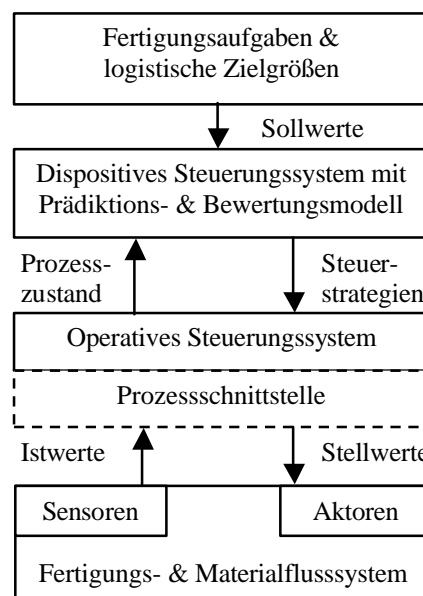 Fertigungsaufgaben &
logistische Zielgrößen
Sollwerte
Dispositives Steuerungssystem mit
Prädiktions- & Bewertungsmodell
Prozess-
zustand
Steuer-
strategien
Operatives Steuerungssystem
Prozessschnittstelle
Istwerte
Stellwerte
Sensoren
Aktoren
Fertigungs- & Materialflusssystem